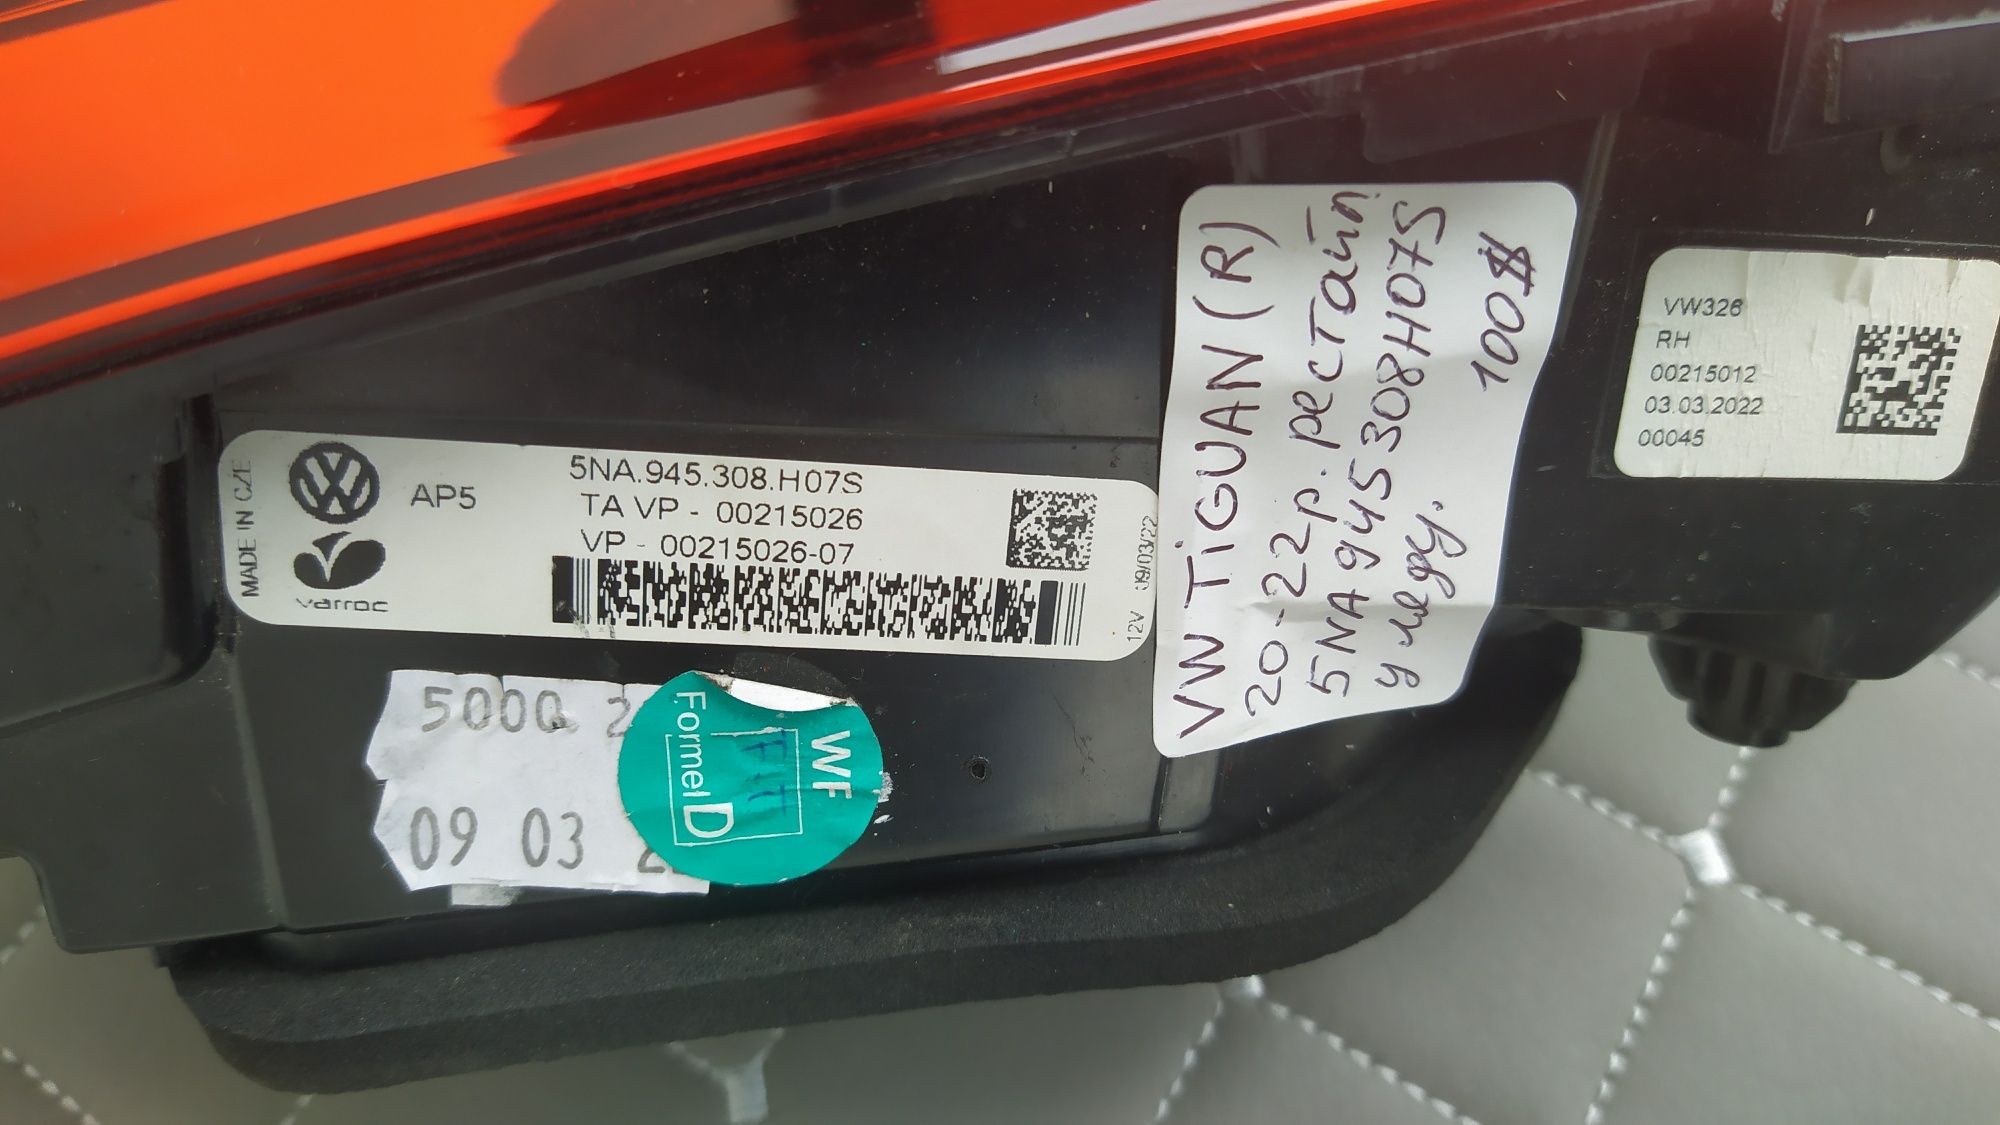 MADE IN CZE
AP5
varroc
5NA.945.308.H07S
TA VP - 00215026
VP - 00215026-07
12V 09/03/22
5000 2
09 03 2
WF
Formel D
VW TiGUAN (R)
20-22р. рестайл
5NA945308H07S
у ляду.
100$
VW326
RH
00215012
03.03.2022
00045